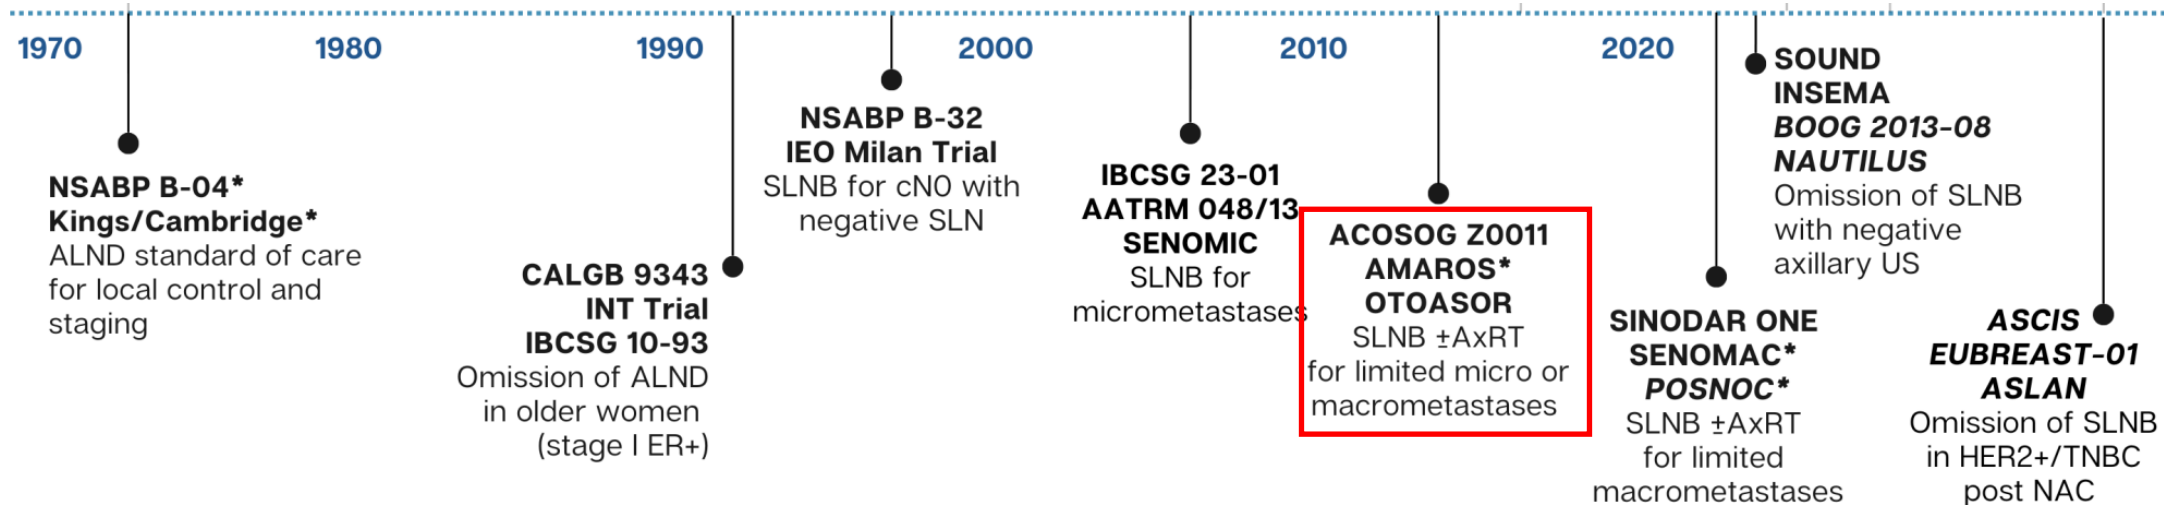 1970
1980
1990
2000
2010
2020
NSABP B-04*
Kings/Cambridge*
ALND standard of care
for local control and
staging
CALGB 9343
INT Trial
IBCSG 10-93
Omission of ALND
in older women
(stage I ER+)
NSABP B-32
IEO Milan Trial
SLNB for cN0 with
negative SLN
IBCSG 23-01
AATRM 048/13
SENOMIC
SLNB for
micrometastases
ACOSOG Z0011
AMAROS*
OTOASOR
SLNB ±AxRT
for limited micro or
macrometastases
SINODAR ONE
SENOMAC*
POSNOC*
SLNB ±AxRT
for limited
macrometastases
SOUND
INSEMA
BOOG 2013-08
NAUTILUS
Omission of SLNB
with negative
axillary US
ASCIS
EUBREAST-01
ASLAN
Omission of SLNB
in HER2+/TNBC
post NAC